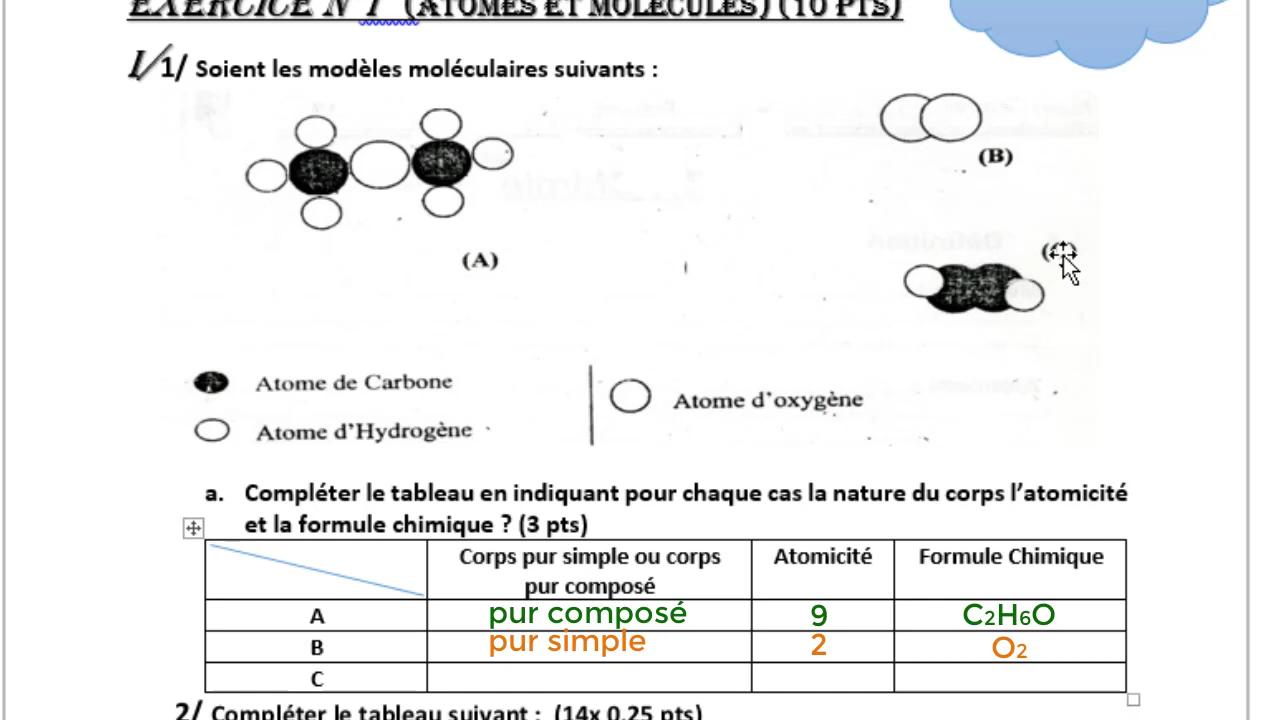 EXERCICE N°1 (ATOMES ET MOLÉCULES) (10 PTS)
I/1/ Soient les modèles moléculaires suivants :
(B)
(A)
Atome de Carbone
Atome d'oxygène
Atome d'Hydrogène
a. Compléter le tableau en indiquant pour chaque cas la nature du corps l'atomicité
et la formule chimique ? (3 pts)
Corps pur simple ou corps
pur composé
Atomicité
Formule Chimique
A pur composé 9 C₂H₆O
B pur simple 2 O₂
C
2/ Compléter le tableau suivant : (14x 0.25 pts)